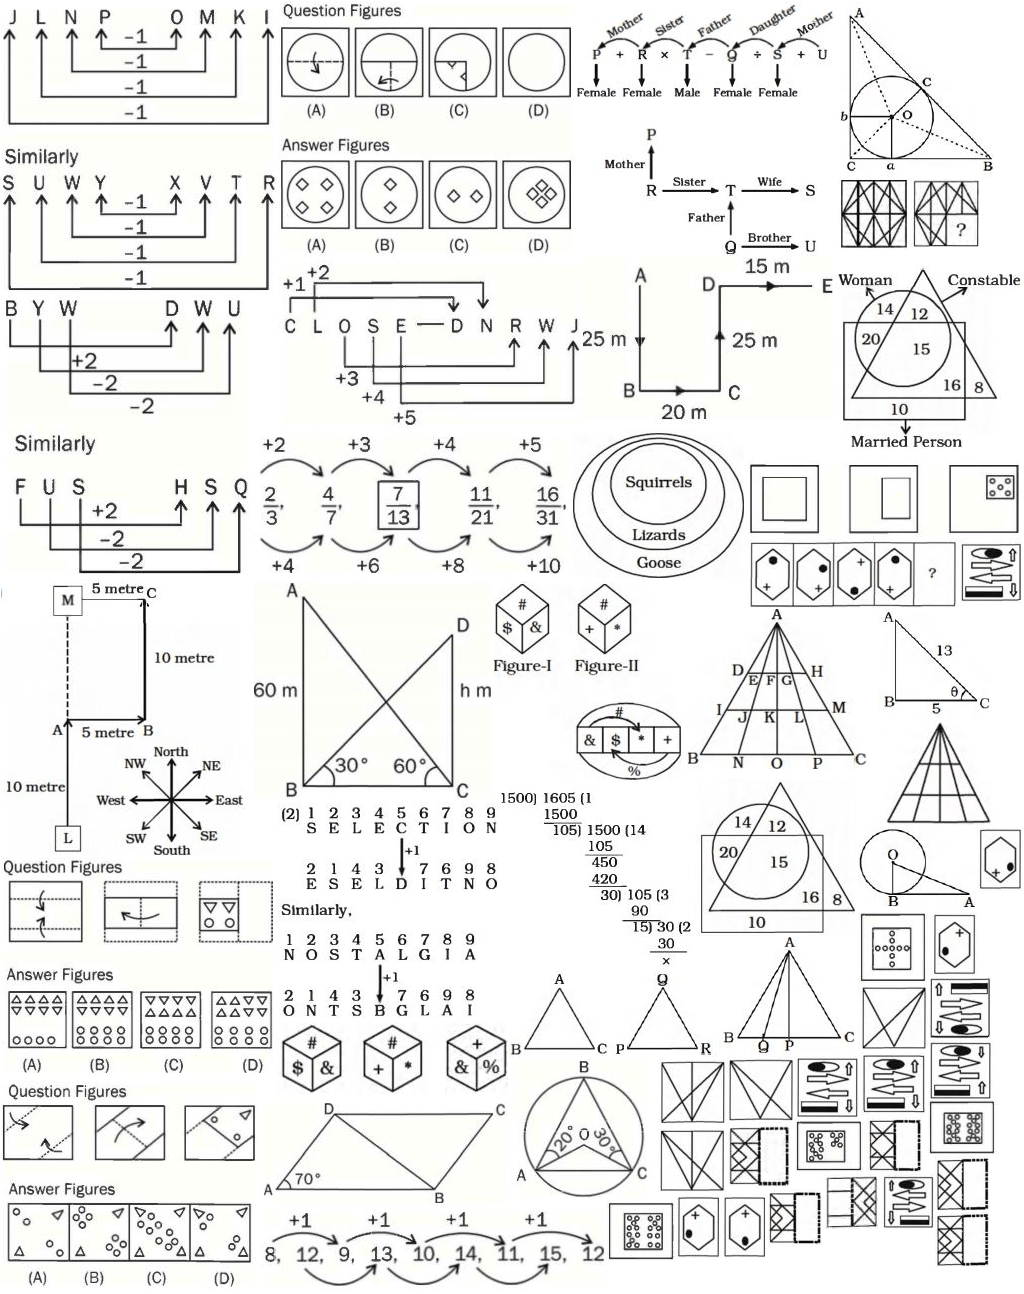 J L N P O M K I
−1
−1
−1
−1
Similarly
S U W Y X V T R
−1
−1
−1
−1
B Y W D W U
+2
−2
−2
Similarly
F U S H S Q
+2
−2
−2
Question Figures
(A) (B) (C) (D)
Answer Figures
(A) (B) (C) (D)
+2
+1
C L O S E — D N R W J
+3
+4
+5
Mother Sister Father Daughter Mother
P + R × T − Q ÷ S + U
Female Female Male Female Female
P
Mother
R Sister T Wife S
Father
Q Brother U
15 m
A D E
25 m 25 m
B C
20 m
A
C
b O
C a B
?
Woman Constable
14 12
20 15
16 8
10
Married Person
+2 +3 +4 +5
2/3, 4/7, 7/13, 11/21, 16/31,
+4 +6 +8 +10
Squirrels
Lizards
Goose
+ + + + ?
5 metre
M C
10 metre
A 5 metre B
10 metre
L
North
NW NE
West East
SW SE
South
A
D
60 m h m
30° 60°
B C
#
$ &
Figure-I
#
+ *
Figure-II
#
& $ * +
%
A
D E F G H
I J K L M
B N O P C
A
13
θ
B 5 C
(2) 1 2 3 4 5 6 7 8 9
S E L E C T I O N
+1
2 1 4 3 5 7 6 9 8
E S E L D I T N O
Similarly,
1 2 3 4 5 6 7 8 9
N O S T A L G I A
+1
2 1 4 3 5 7 6 9 8
O N T S B G L A I
1500) 1605 (1
1500
105) 1500 (14
105
450
420
30) 105 (3
90
15) 30 (2
30
×
14 12
20 15
16 8
10
O
B A
+
Question Figures
Answer Figures
(A) (B) (C) (D)
Question Figures
Answer Figures
(A) (B) (C) (D)
#
$ &
#
+ *
+
& %
A
B C
Q
P R
A
B Q P C
D C
70°
A B
B
20° O 30°
A C
+1 +1 +1 +1
8, 12, 9, 13, 10, 14, 11, 15, 12
+
+ +